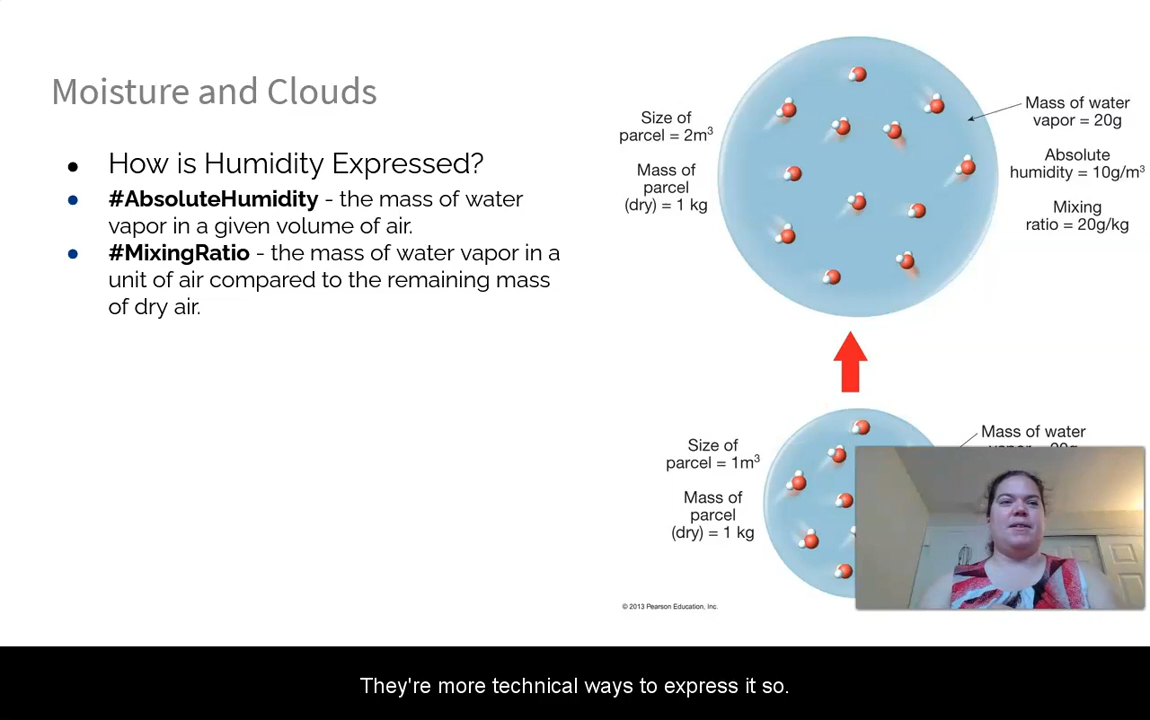 Moisture and Clouds
How is Humidity Expressed?
#AbsoluteHumidity - the mass of water
vapor in a given volume of air.
#MixingRatio - the mass of water vapor in a
unit of air compared to the remaining mass
of dry air.
Size of
parcel = 2m³
Mass of
parcel
(dry) = 1 kg
Mass of water
vapor = 20g
Absolute
humidity = 10g/m³
Mixing
ratio = 20g/kg
Size of
parcel = 1m³
Mass of
parcel
(dry) = 1 kg
Mass of water
© 2013 Pearson Education, Inc.
They're more technical ways to express it so.